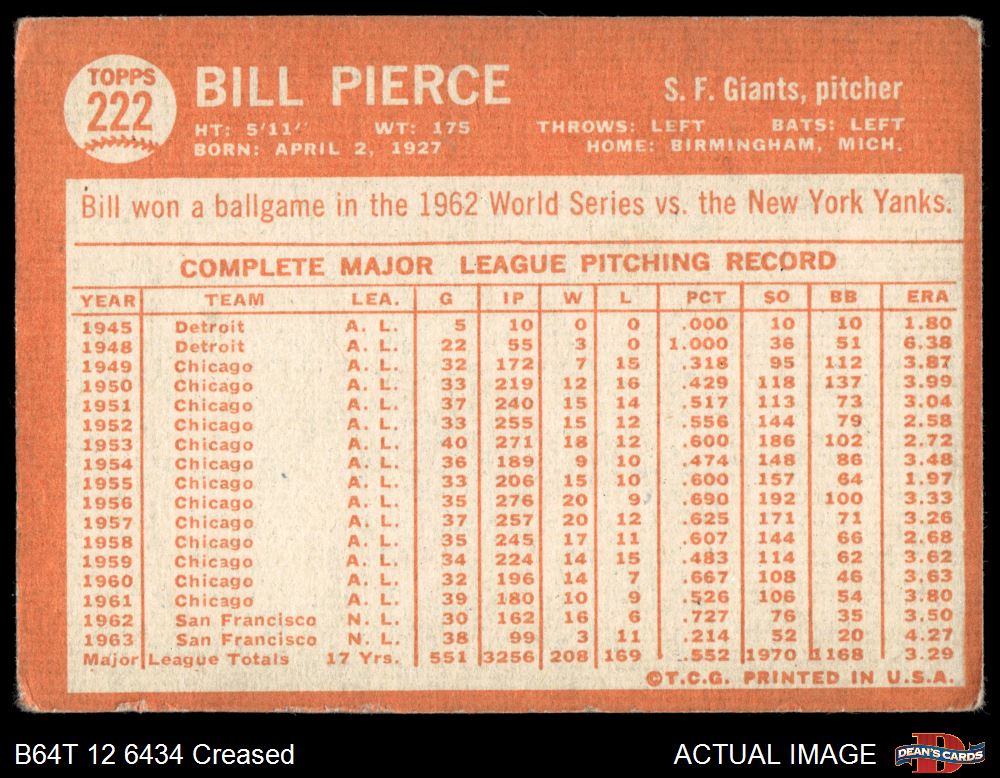 TOPPS
222
BILL PIERCE
S. F. Giants, pitcher
HT: 5'11" WT: 175 THROWS: LEFT BATS: LEFT
BORN: APRIL 2, 1927 HOME: BIRMINGHAM, MICH.
Bill won a ballgame in the 1962 World Series vs. the New York Yanks.
COMPLETE MAJOR LEAGUE PITCHING RECORD
YEAR TEAM LEA. G IP W L PCT SO BB ERA
1945 Detroit A. L. 5 10 0 0 .000 10 10 1.80
1948 Detroit A. L. 22 55 3 0 1.000 36 51 6.38
1949 Chicago A. L. 32 172 7 15 .318 95 112 3.87
1950 Chicago A. L. 33 219 12 16 .429 118 137 3.99
1951 Chicago A. L. 37 240 15 14 .517 113 73 3.04
1952 Chicago A. L. 33 255 15 12 .556 144 79 2.58
1953 Chicago A. L. 40 271 18 12 .600 186 102 2.72
1954 Chicago A. L. 36 189 9 10 .474 148 86 3.48
1955 Chicago A. L. 33 206 15 10 .600 157 64 1.97
1956 Chicago A. L. 35 276 20 9 .690 192 100 3.33
1957 Chicago A. L. 37 257 20 12 .625 171 71 3.26
1958 Chicago A. L. 35 245 17 11 .607 144 66 2.68
1959 Chicago A. L. 34 224 14 15 .483 114 62 3.62
1960 Chicago A. L. 32 196 14 7 .667 108 46 3.63
1961 Chicago A. L. 39 180 10 9 .526 106 54 3.80
1962 San Francisco N. L. 30 162 16 6 .727 76 35 3.50
1963 San Francisco N. L. 38 99 3 11 .214 52 20 4.27
Major League Totals 17 Yrs. 551 3256 208 169 .552 1970 1168 3.29
©T.C.G. PRINTED IN U.S.A.
B64T 12 6434 Creased
ACTUAL IMAGE
DEAN'S CARDS